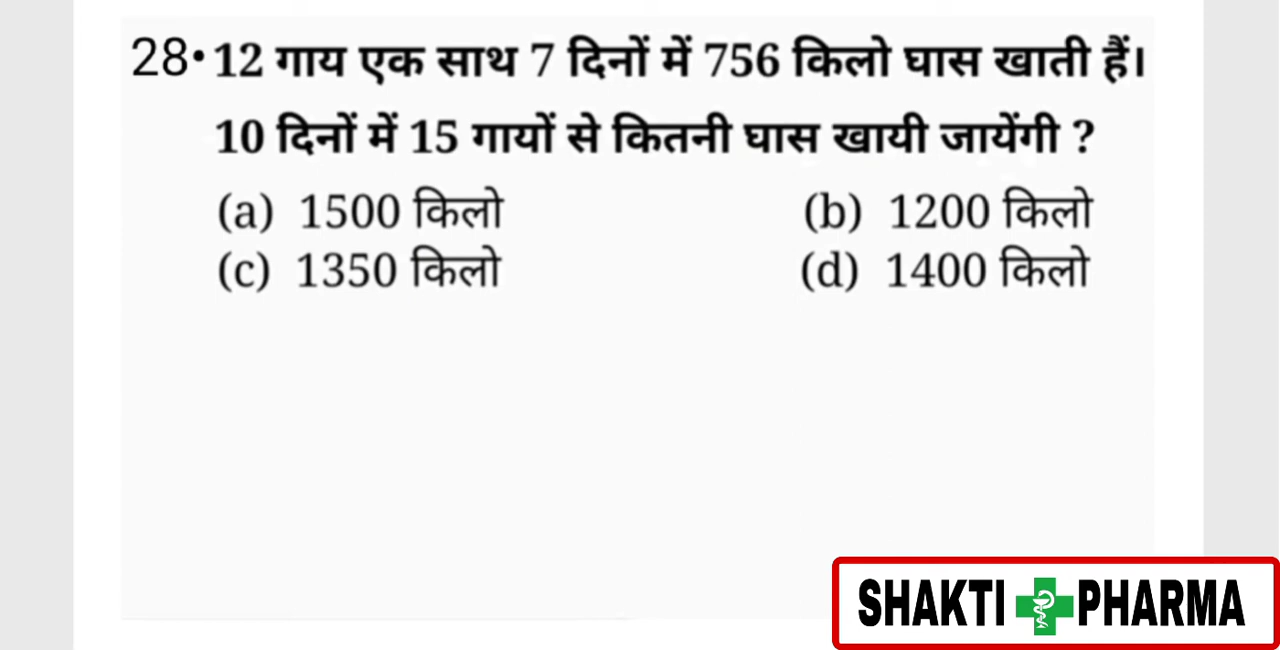 28• 12 गाय एक साथ 7 दिनों में 756 किलो घास खाती हैं।
10 दिनों में 15 गायों से कितनी घास खायी जायेंगी ?
(a) 1500 किलो (b) 1200 किलो
(c) 1350 किलो (d) 1400 किलो
SHAKTI PHARMA